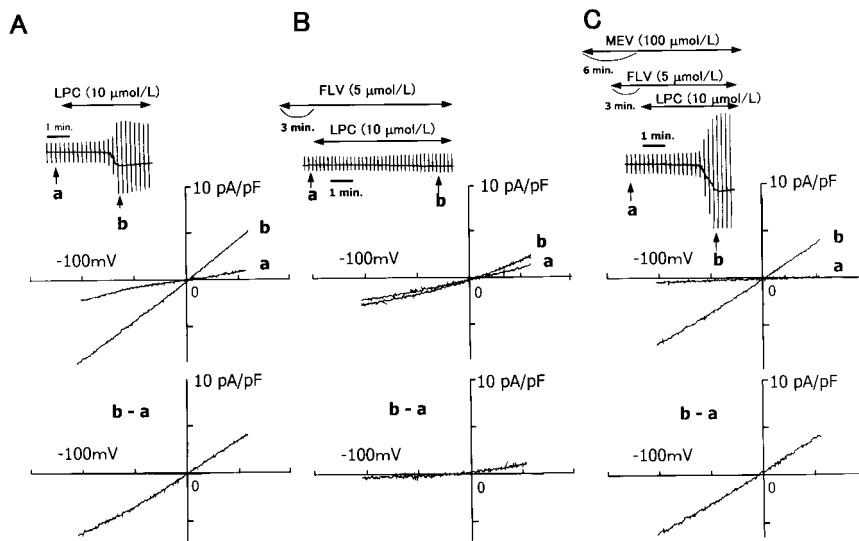 A
LPC (10 μmol/L)
1 min.
a
b
10 pA/pF
b
a
-100mV
0
10 pA/pF
b - a
-100mV
0
B
FLV (5 μmol/L)
3 min.
LPC (10 μmol/L)
1 min.
a
b
10 pA/pF
b
a
-100mV
0
10 pA/pF
b - a
-100mV
0
C
MEV (100 μmol/L)
6 min.
FLV (5 μmol/L)
3 min.
LPC (10 μmol/L)
1 min.
a
b
10 pA/pF
b
a
-100mV
0
10 pA/pF
b - a
-100mV
0